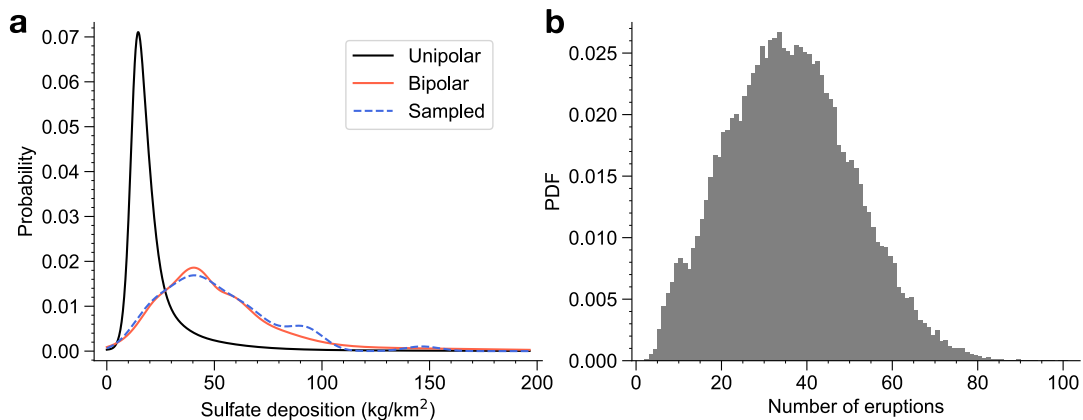 a
0.07
0.06
0.05
0.04
0.03
0.02
0.01
0.00
Probability
0
50
100
150
200
Sulfate deposition (kg/km²)
Unipolar
Bipolar
Sampled
b
0.025
0.020
0.015
0.010
0.005
0.000
PDF
0
20
40
60
80
100
Number of eruptions